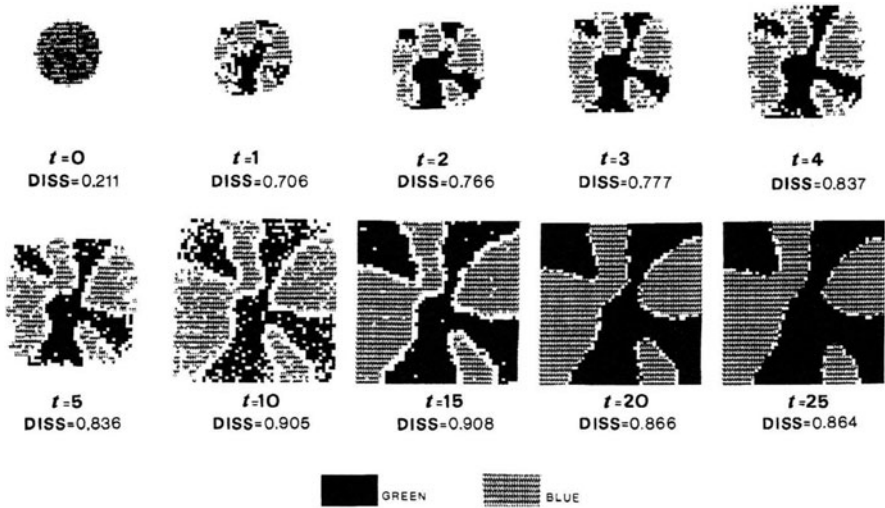 t=0 t=1 t=2 t=3 t=4
DISS=0.211 DISS=0.706 DISS=0.766 DISS=0.777 DISS=0.837
t=5 t=10 t=15 t=20 t=25
DISS=0,836 DISS=0.905 DISS=0.908 DISS=0.866 DISS=0.864
GREEN BLUE